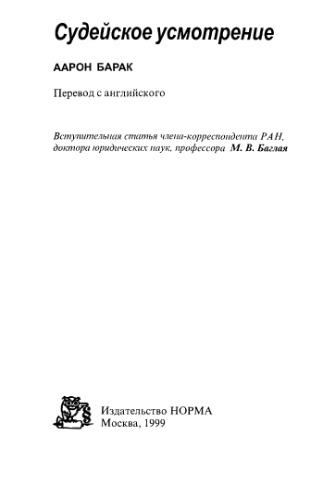 Судейское усмотрение
ААРОН БАРАК
Перевод с английского
Вступительная статья члена-корреспондента РАН,
доктора юридических наук, профессора М. В. Баглая
Издательство НОРМА
Москва, 1999